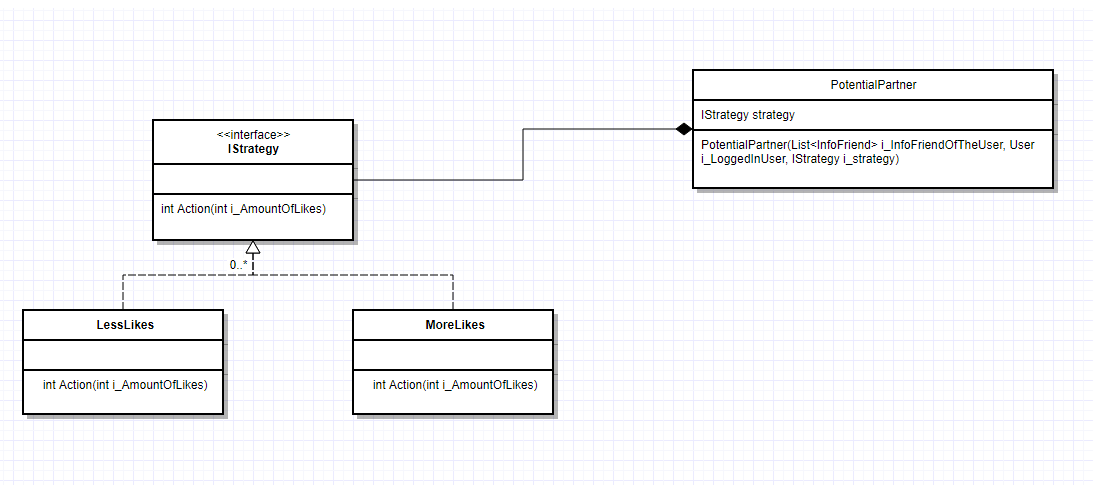 PotentialPartner
IStrategy strategy
PotentialPartner(List<InfoFriend> i_InfoFriendOfTheUser, User
i_LoggedInUser, IStrategy i_strategy)
<<interface>>
IStrategy
int Action(int i_AmountOfLikes)
0..*
LessLikes
int Action(int i_AmountOfLikes)
MoreLikes
int Action(int i_AmountOfLikes)